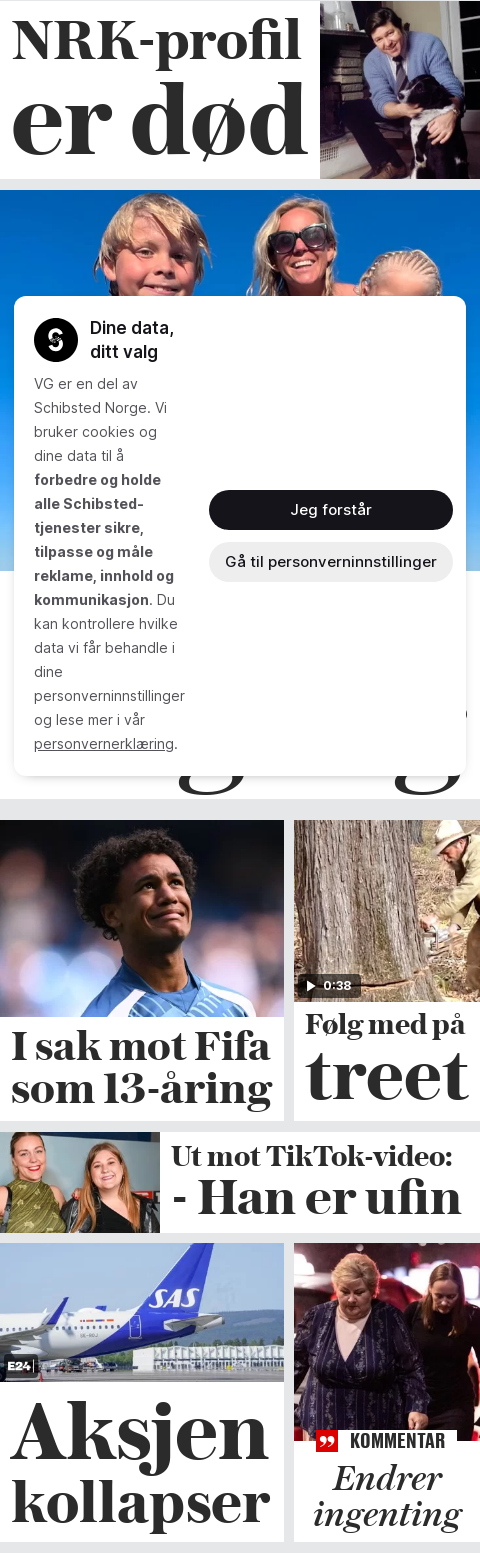 NRK-profil
er død
Dine data,
ditt valg
VG er en del av
Schibsted Norge. Vi
bruker cookies og
dine data til å
forbedre og holde
alle Schibsted-
tjenester sikre,
tilpasse og måle
reklame, innhold og
kommunikasjon. Du
kan kontrollere hvilke
data vi får behandle i
dine
personverninnstillinger
og lese mer i vår
personvernerklæring.
Jeg forstår
Gå til personverninnstillinger
I sak mot Fifa
som 13-åring
0:38
Følg med på
treet
Ut mot TikTok-video:
- Han er ufin
SAS
E24
Aksjen
kollapser
KOMMENTAR
Endrer
ingenting